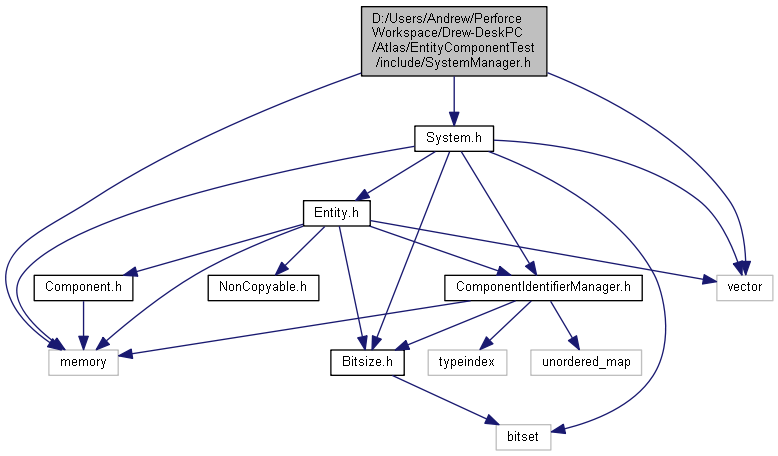 D:/Users/Andrew/Perforce
Workspace/Drew-DeskPC
/Atlas/EntityComponentTest
/include/SystemManager.h
System.h
Entity.h
Component.h
NonCopyable.h
ComponentIdentifierManager.h
vector
memory
Bitsize.h
typeindex
unordered_map
bitset